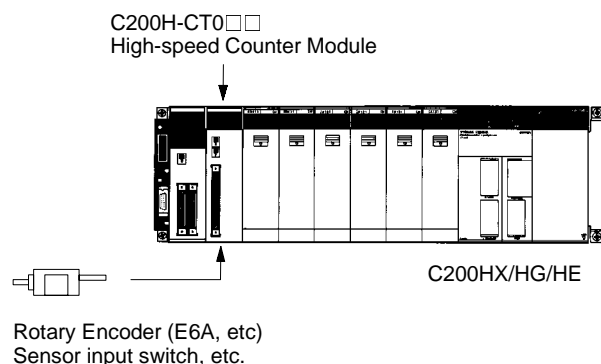 C200H-CT0□□
High-speed Counter Module
C200HX/HG/HE
Rotary Encoder (E6A, etc)
Sensor input switch, etc.